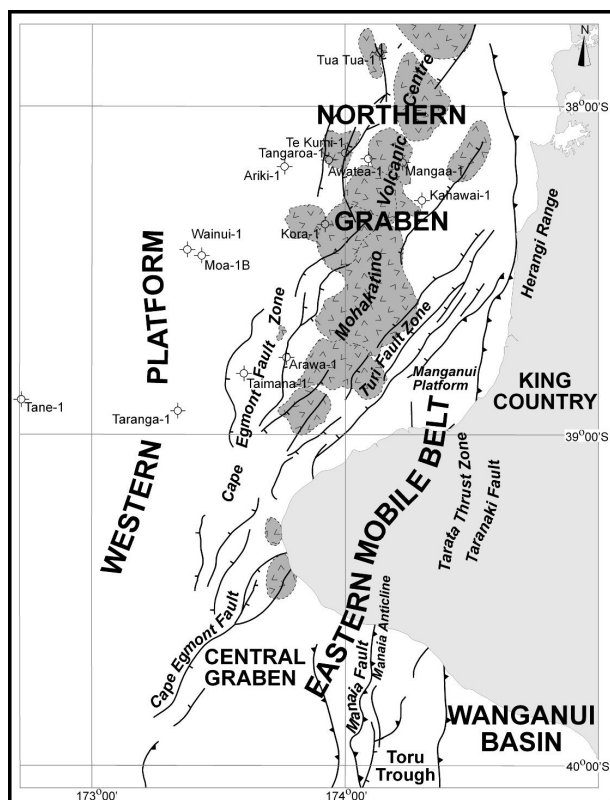 N
Tua Tua-1
Centre
38°00'S
NORTHERN
Te Kumi-1
Tangaroa-1
Ariki-1
Awatea-1
Mangaa-1
Volcanic
Kahawai-1
Wainui-1
Kora-1
GRABEN
Moa-1B
Herangi Range
Mohakatino
PLATFORM
Cape Egmont Fault Zone
Arawa-1
Taimana-1
Turi Fault Zone
Manganui
Platform
KING
COUNTRY
Tane-1
Taranga-1
39°00'S
WESTERN
EASTERN MOBILE BELT
Tarata Thrust Zone
Taranaki Fault
Cape Egmont Fault
CENTRAL
GRABEN
Manaia Fault
Manaia Anticline
WANGANUI
BASIN
Toru
Trough
40°00'S
173°00'
174°00'